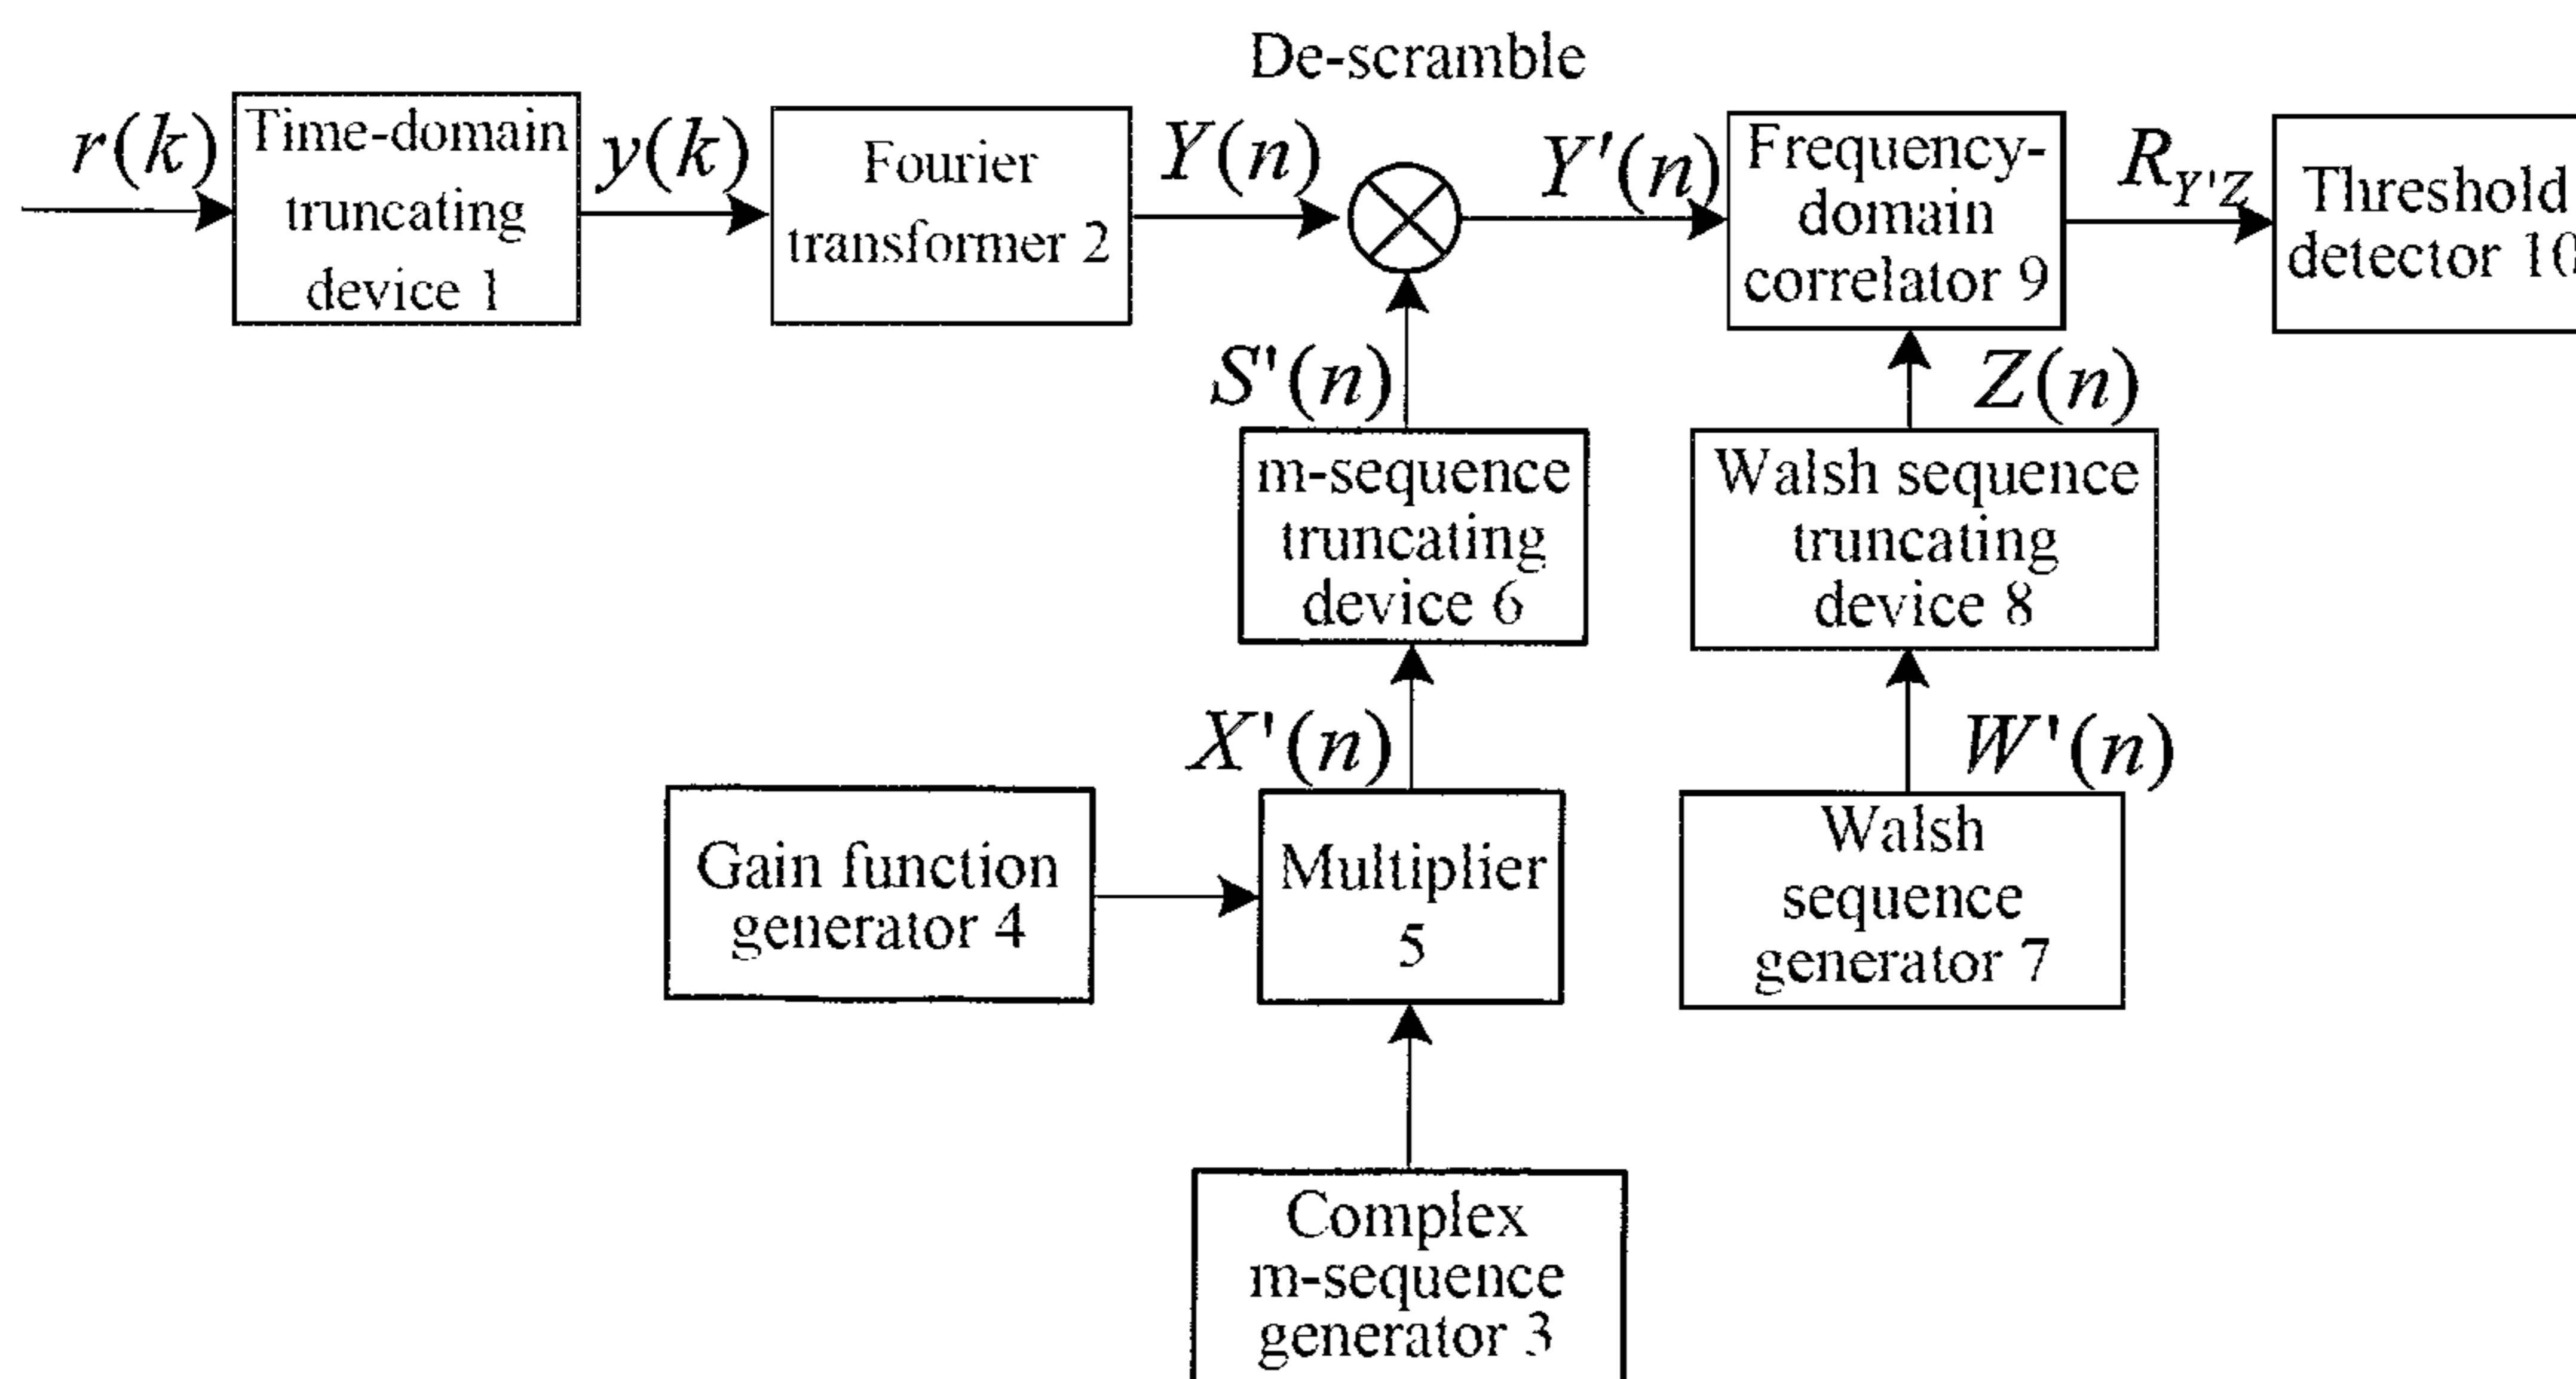 De-scramble
r(k)
Time-domain
truncating
device 1
y(k)
Fourier
transformer 2
Y(n)
Y'(n)
Frequency-
domain
correlator 9
R_{Y'Z}
Threshold
detector 10
S'(n)
Z(n)
m-sequence
truncating
device 6
Walsh sequence
truncating
device 8
X'(n)
W'(n)
Gain function
generator 4
Multiplier
5
Walsh
sequence
generator 7
Complex
m-sequence
generator 3